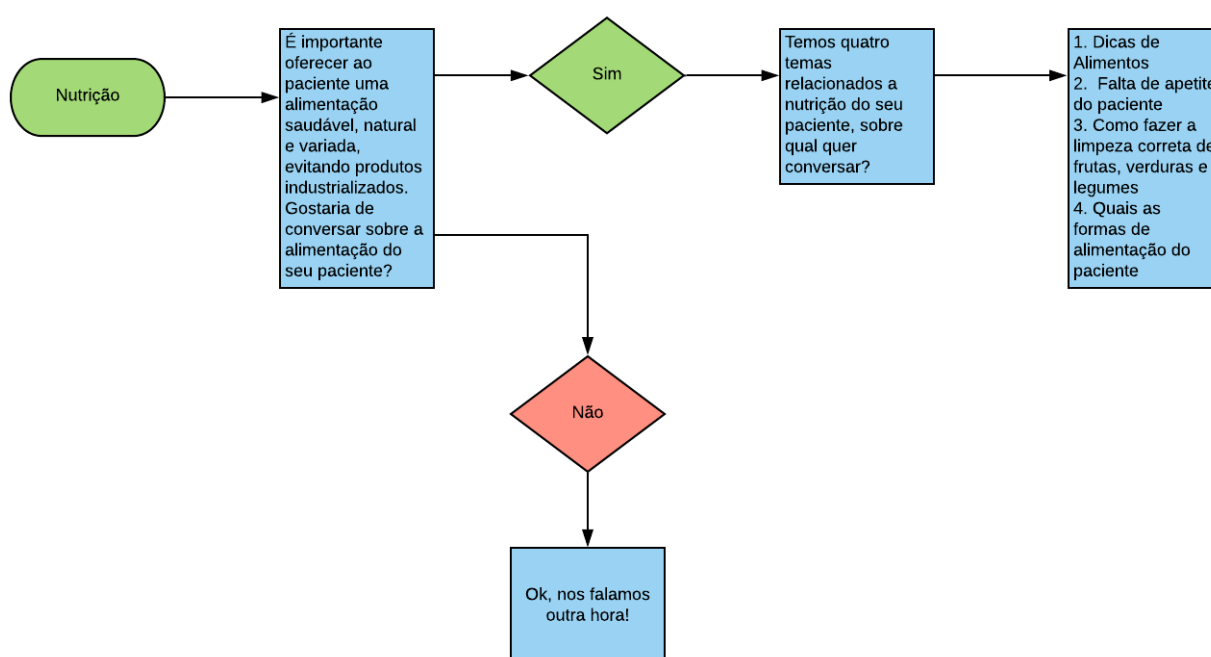 Nutrição
É importante
oferecer ao
paciente uma
alimentação
saudável, natural
e variada,
evitando produtos
industrializados.
Gostaria de
conversar sobre a
alimentação do
seu paciente?
Sim
Temos quatro
temas
relacionados a
nutrição do seu
paciente, sobre
qual quer
conversar?
1. Dicas de
Alimentos
2. Falta de apetite
do paciente
3. Como fazer a
limpeza correta de
frutas, verduras e
legumes
4. Quais as
formas de
alimentação do
paciente
Não
Ok, nos falamos
outra hora!